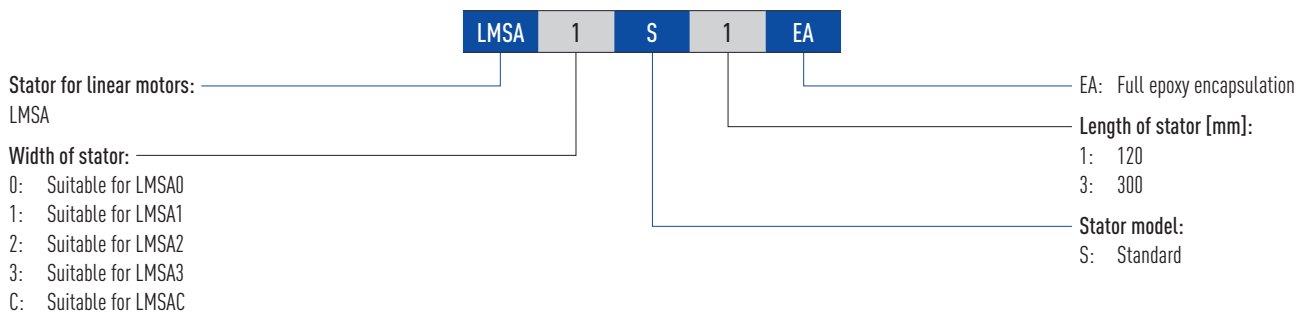 LMSA 1 S 1 EA
Stator for linear motors:
LMSA
Width of stator:
0: Suitable for LMSA0
1: Suitable for LMSA1
2: Suitable for LMSA2
3: Suitable for LMSA3
C: Suitable for LMSAC
EA: Full epoxy encapsulation
Length of stator [mm]:
1: 120
3: 300
Stator model:
S: Standard